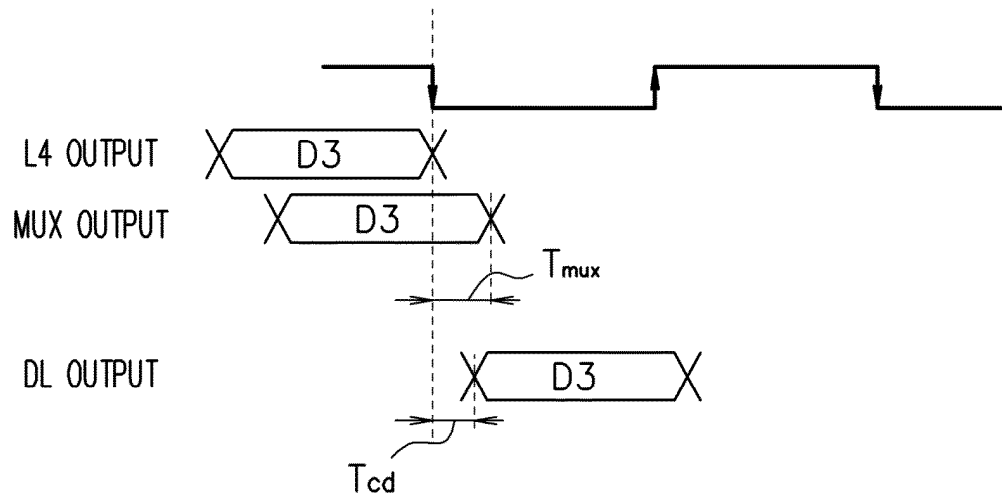 L4 OUTPUT
D3
MUX OUTPUT
D3
Tmux
DL OUTPUT
D3
Tcd